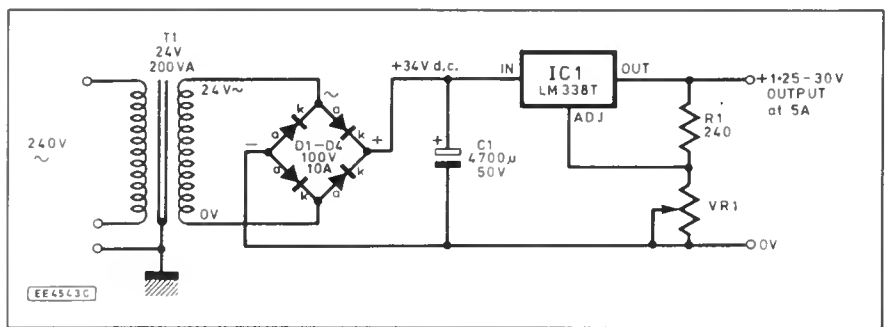 T1
24V
200VA
240V
~
24V~
0V
a
k
a
k
a
k
a
k
~
-
+
D1-D4
100V
10A
+34V d.c.
+
C1
4700μ
50V
IN
IC1
LM338T
OUT
ADJ
R1
240
VR1
+1·25-30V
OUTPUT
at 5A
0V
EE4543C